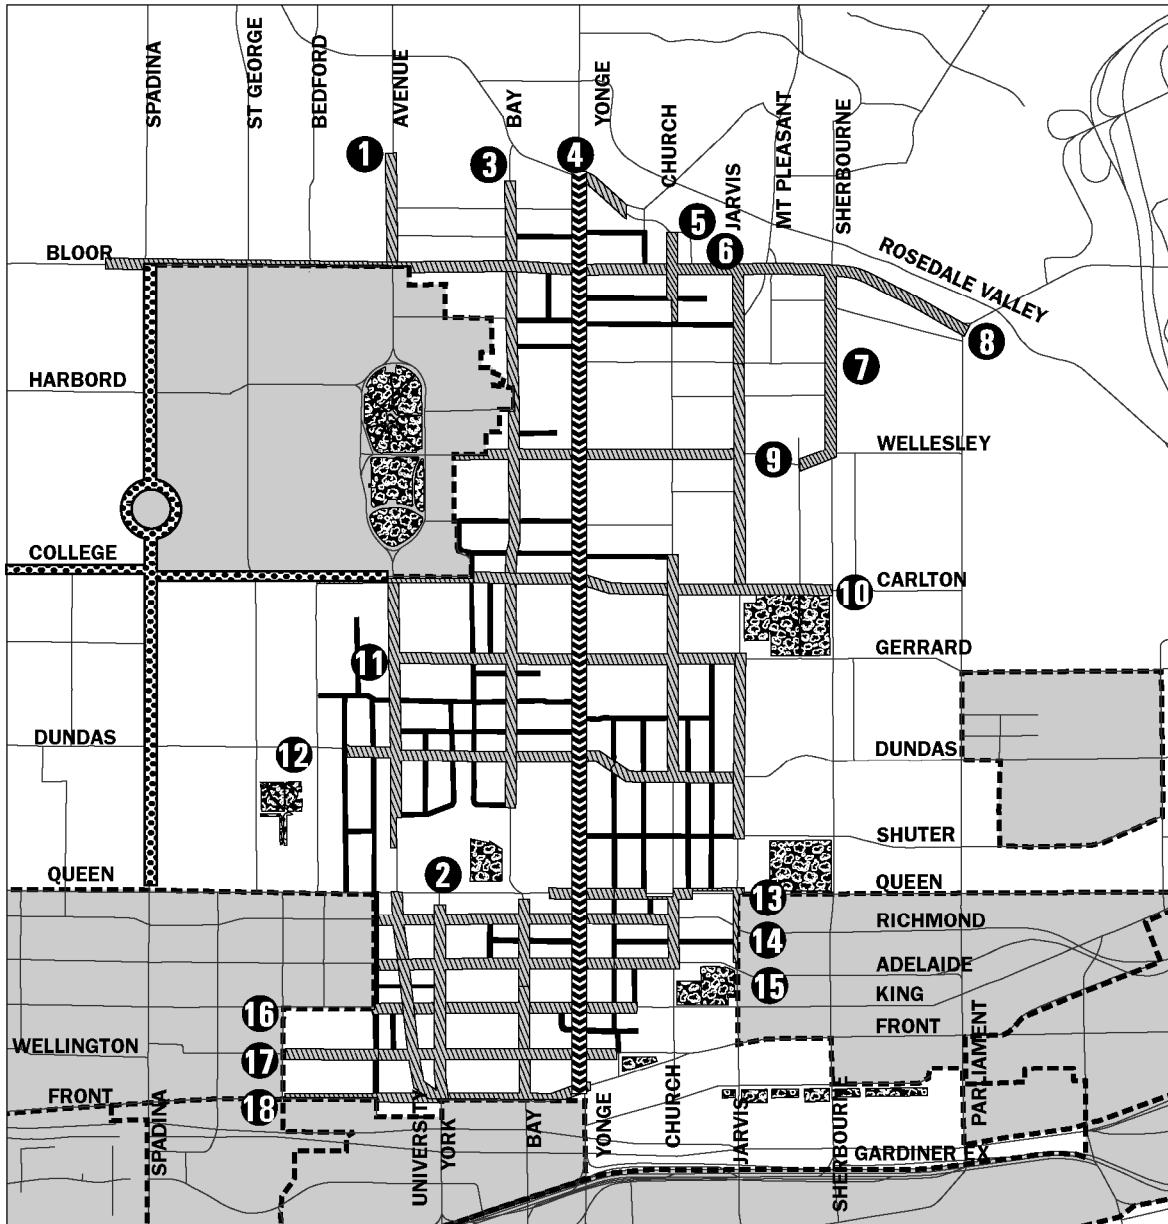 SPADINA
ST GEORGE
BEDFORD
AVENUE
BAY
YONGE
CHURCH
JARVIS
MT PLEASANT
SHERBOURNE
1
3
4
5
6
BLOOR
ROSEDALE VALLEY
8
7
HARBORD
9
WELLESLEY
COLLEGE
10
CARLTON
11
GERRARD
DUNDAS
12
DUNDAS
SHUTER
QUEEN
2
13
QUEEN
RICHMOND
14
ADELAIDE
15
KING
16
FRONT
WELLINGTON
17
FRONT
18
SPADINA
UNIVERSITY
YORK
BAY
YONGE
CHURCH
JARVIS
SHERBOURNE
PARLIAMENT
GARDINER EX